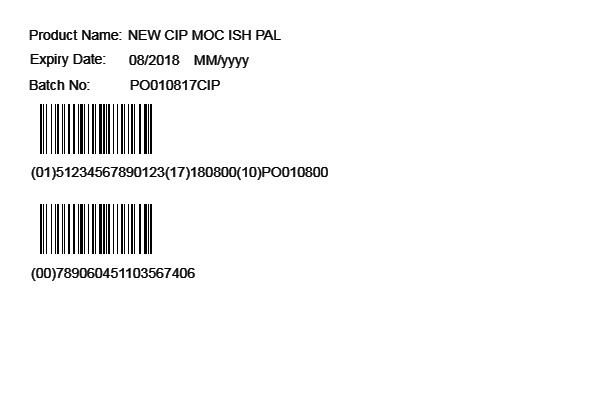 Product Name: NEW CIP MOC ISH PAL
Expiry Date: 08/2018 MM/yyyy
Batch No: PO010817CIP
(01)51234567890123(17)180800(10)PO010800
(00)789060451103567406